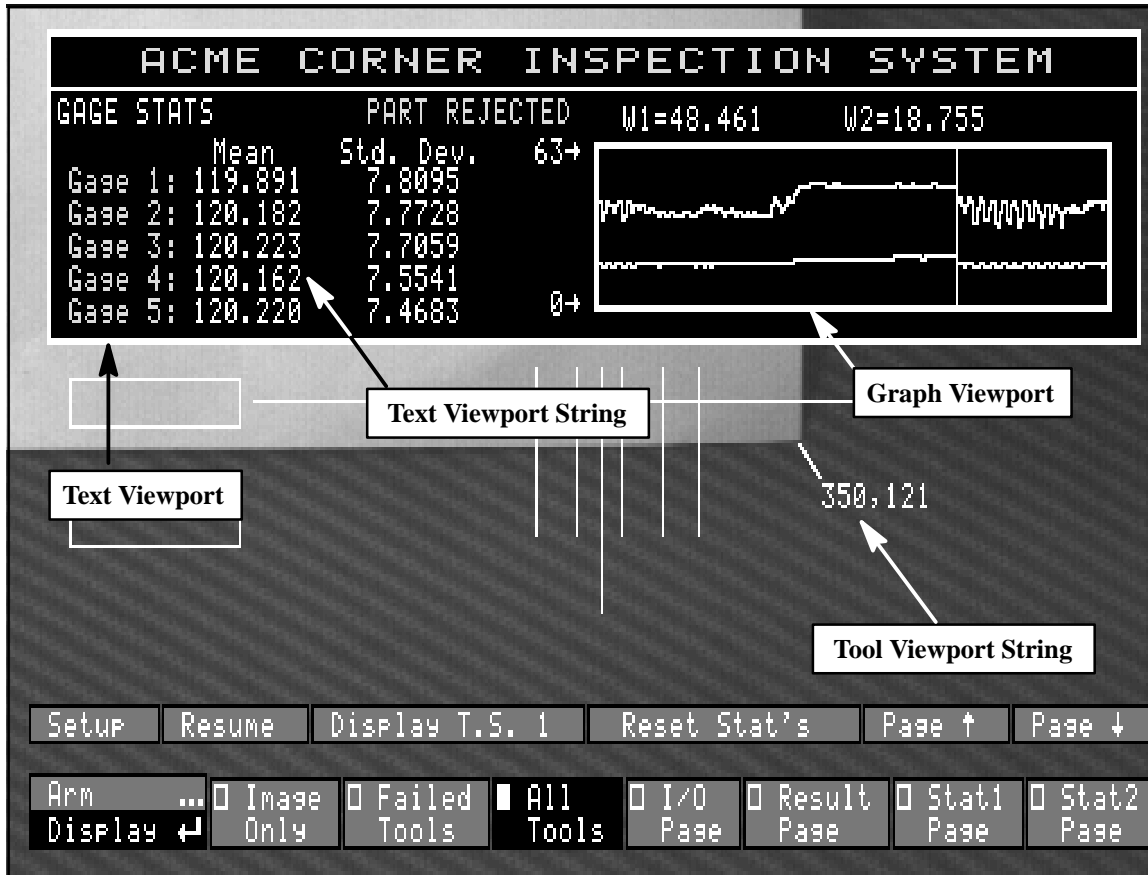 ACME CORNER INSPECTION SYSTEM
GAGE STATS PART REJECTED W1=48.461 W2=18.755
Mean Std. Dev. 63→
Gage 1: 119.891 7.8095
Gage 2: 120.182 7.7728
Gage 3: 120.223 7.7059
Gage 4: 120.162 7.5541
Gage 5: 120.220 7.4683 0→
Graph Viewport
Text Viewport String
Text Viewport
350,121
Tool Viewport String
Setup Resume Display T.S. 1 Reset Stat's Page ↑ Page ↓
Arm ... Image Failed All I/O Result Stat1 Stat2
Display ↵ Only Tools Tools Page Page Page Page